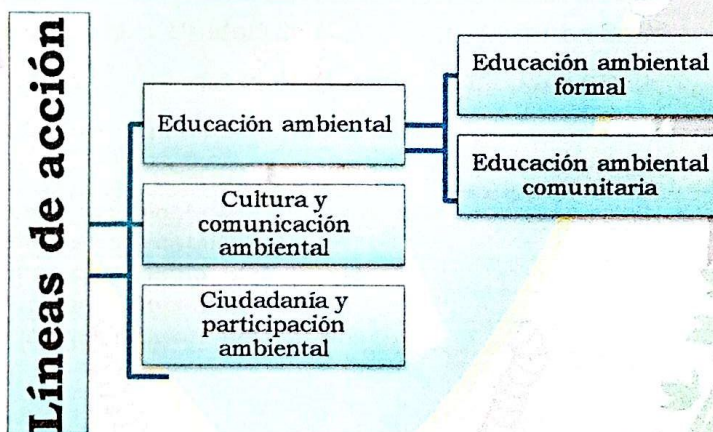 Líneas de acción
Educación ambiental
Cultura y
comunicación
ambiental
Ciudadanía y
participación
ambiental
Educación ambiental
formal
Educación ambiental
comunitaria